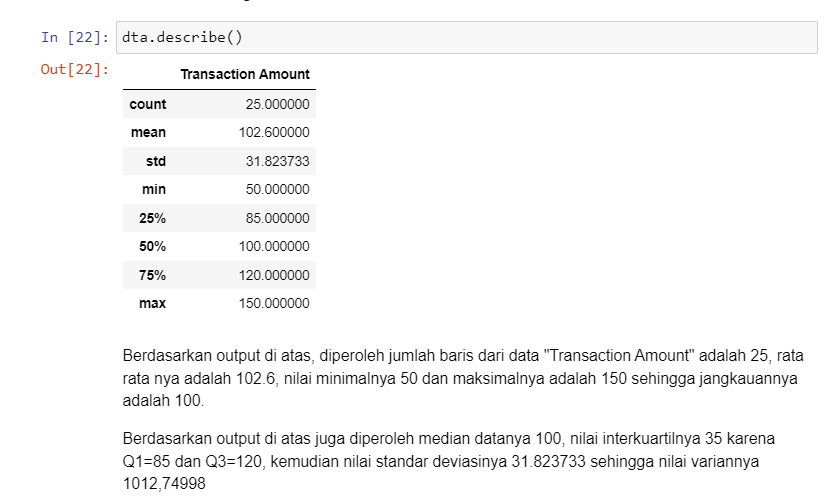 In [22]: dta.describe()
Out[22]:
Transaction Amount
count 25.000000
mean 102.600000
std 31.823733
min 50.000000
25% 85.000000
50% 100.000000
75% 120.000000
max 150.000000
Berdasarkan output di atas, diperoleh jumlah baris dari data "Transaction Amount" adalah 25, rata
rata nya adalah 102.6, nilai minimalnya 50 dan maksimalnya adalah 150 sehingga jangkauannya
adalah 100.
Berdasarkan output di atas juga diperoleh median datanya 100, nilai interkuartilnya 35 karena
Q1=85 dan Q3=120, kemudian nilai standar deviasinya 31.823733 sehingga nilai variannya
1012,74998